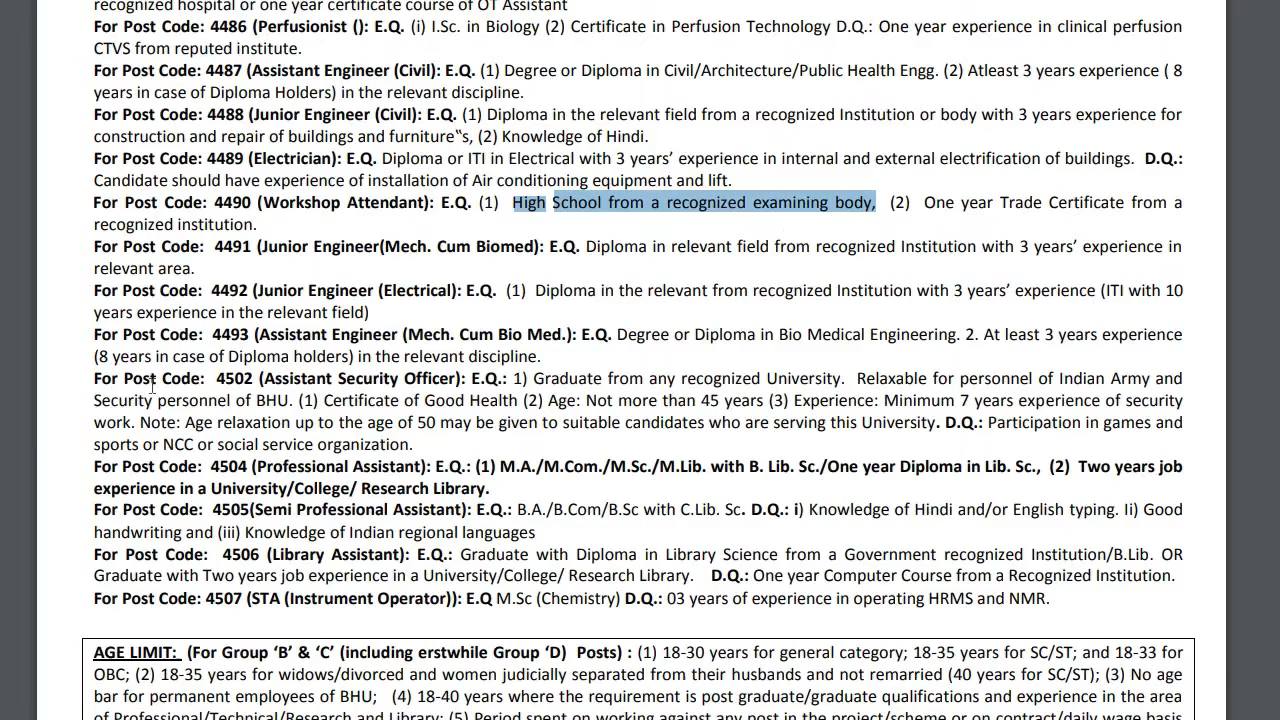 recognized hospital or one year certificate course of OT Assistant
For Post Code: 4486 (Perfusionist (): E.Q. (i) I.Sc. in Biology (2) Certificate in Perfusion Technology D.Q.: One year experience in clinical perfusion
CTVS from reputed institute.
For Post Code: 4487 (Assistant Engineer (Civil): E.Q. (1) Degree or Diploma in Civil/Architecture/Public Health Engg. (2) Atleast 3 years experience ( 8
years in case of Diploma Holders) in the relevant discipline.
For Post Code: 4488 (Junior Engineer (Civil): E.Q. (1) Diploma in the relevant field from a recognized Institution or body with 3 years experience for
construction and repair of buildings and furniture‟s, (2) Knowledge of Hindi.
For Post Code: 4489 (Electrician): E.Q. Diploma or ITI in Electrical with 3 years’ experience in internal and external electrification of buildings. D.Q.:
Candidate should have experience of installation of Air conditioning equipment and lift.
For Post Code: 4490 (Workshop Attendant): E.Q. (1) High School from a recognized examining body, (2) One year Trade Certificate from a
recognized institution.
For Post Code: 4491 (Junior Engineer(Mech. Cum Biomed): E.Q. Diploma in relevant field from recognized Institution with 3 years’ experience in
relevant area.
For Post Code: 4492 (Junior Engineer (Electrical): E.Q. (1) Diploma in the relevant from recognized Institution with 3 years’ experience (ITI with 10
years experience in the relevant field)
For Post Code: 4493 (Assistant Engineer (Mech. Cum Bio Med.): E.Q. Degree or Diploma in Bio Medical Engineering. 2. At least 3 years experience
(8 years in case of Diploma holders) in the relevant discipline.
For Post Code: 4502 (Assistant Security Officer): E.Q.: 1) Graduate from any recognized University. Relaxable for personnel of Indian Army and
Security personnel of BHU. (1) Certificate of Good Health (2) Age: Not more than 45 years (3) Experience: Minimum 7 years experience of security
work. Note: Age relaxation up to the age of 50 may be given to suitable candidates who are serving this University. D.Q.: Participation in games and
sports or NCC or social service organization.
For Post Code: 4504 (Professional Assistant): E.Q.: (1) M.A./M.Com./M.Sc./M.Lib. with B. Lib. Sc./One year Diploma in Lib. Sc., (2) Two years job
experience in a University/College/ Research Library.
For Post Code: 4505(Semi Professional Assistant): E.Q.: B.A./B.Com/B.Sc with C.Lib. Sc. D.Q.: i) Knowledge of Hindi and/or English typing. Ii) Good
handwriting and (iii) Knowledge of Indian regional languages
For Post Code: 4506 (Library Assistant): E.Q.: Graduate with Diploma in Library Science from a Government recognized Institution/B.Lib. OR
Graduate with Two years job experience in a University/College/ Research Library. D.Q.: One year Computer Course from a Recognized Institution.
For Post Code: 4507 (STA (Instrument Operator)): E.Q M.Sc (Chemistry) D.Q.: 03 years of experience in operating HRMS and NMR.
AGE LIMIT: (For Group ‘B’ & ‘C’ (including erstwhile Group ‘D) Posts) : (1) 18-30 years for general category; 18-35 years for SC/ST; and 18-33 for
OBC; (2) 18-35 years for widows/divorced and women judicially separated from their husbands and not remarried (40 years for SC/ST); (3) No age
bar for permanent employees of BHU; (4) 18-40 years where the requirement is post graduate/graduate qualifications and experience in the area
of Professional/Technical/Research and Library; (5) Period spent on working against any post in the project/scheme or on contract/daily wage basis